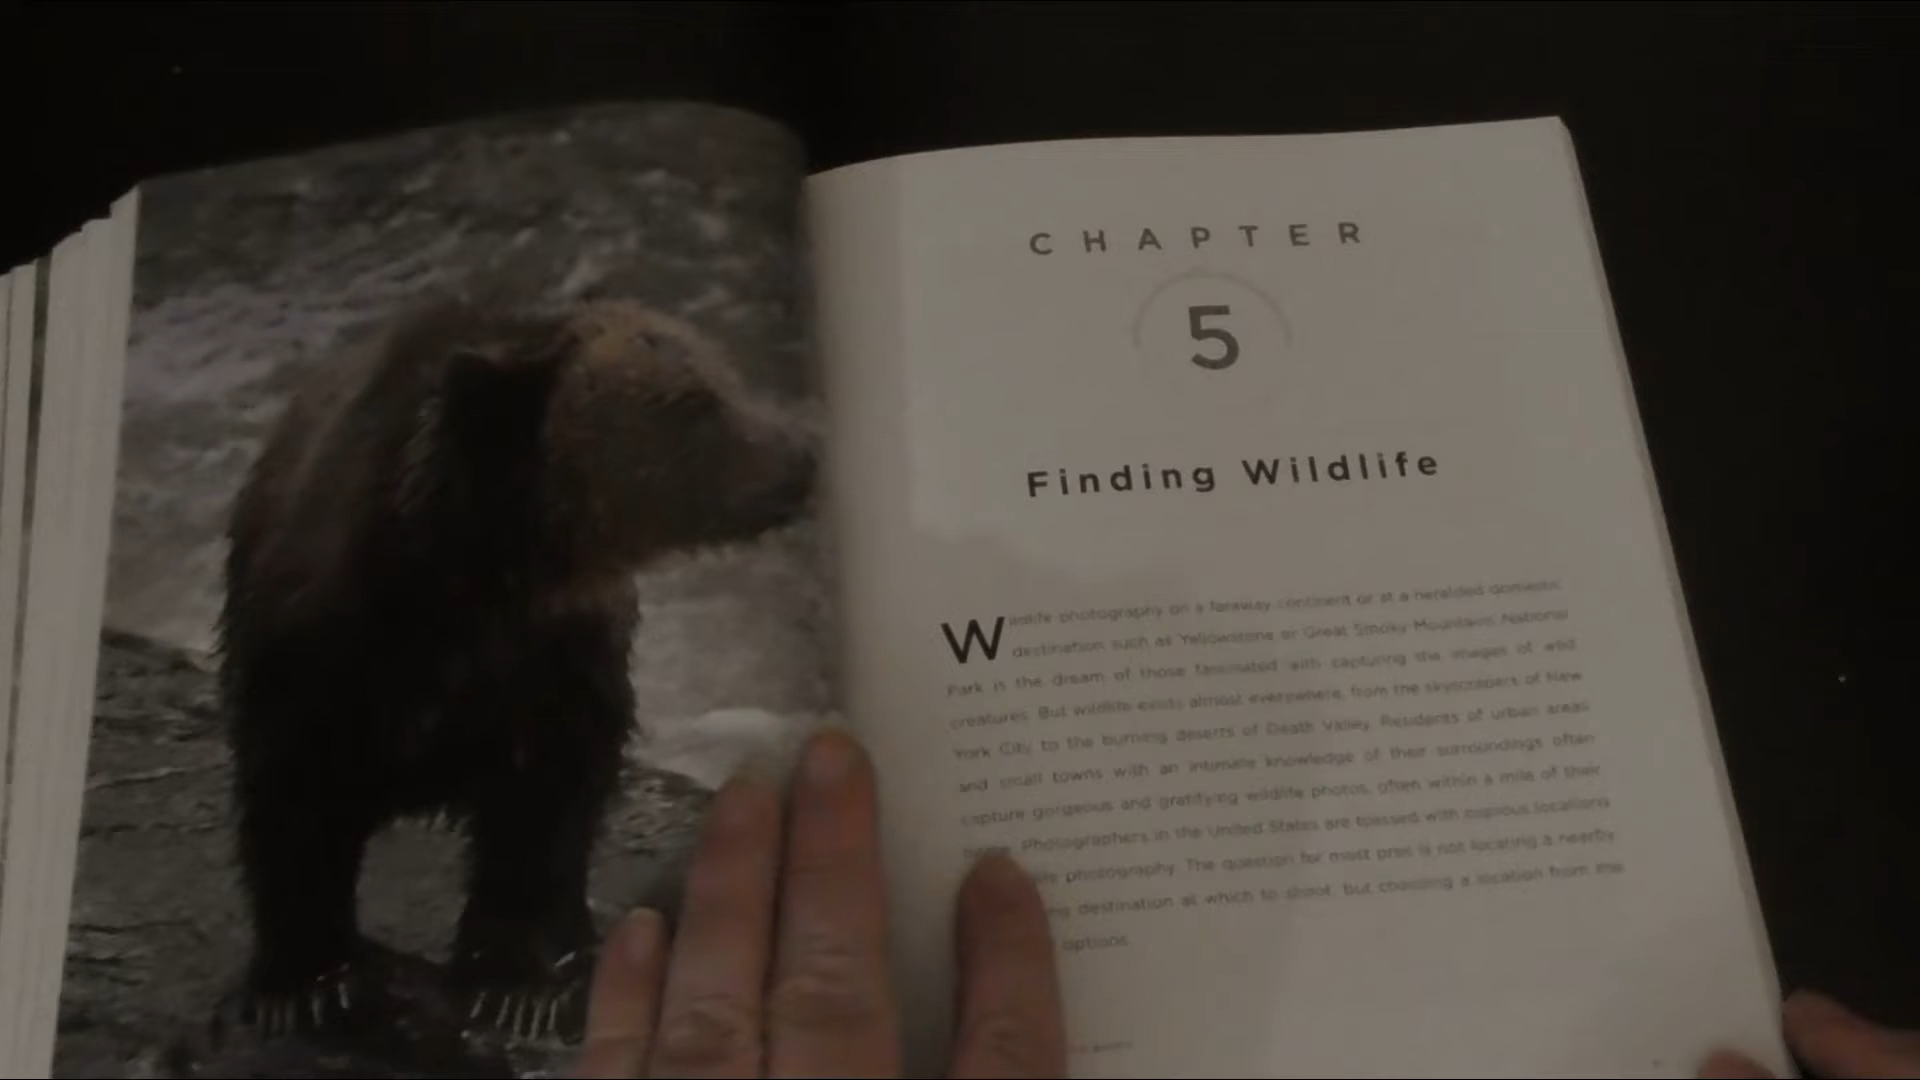 CHAPTER
5
Finding Wildlife
Wildlife photography on a faraway continent or at a heralded domestic
destination such as Yellowstone or Great Smoky Mountains National
Park is the dream of those fascinated with capturing the images of wild
creatures. But wildlife exists almost everywhere, from the skyscrapers of New
York City to the burning deserts of Death Valley. Residents of urban areas
and small towns with an intimate knowledge of their surroundings often
capture gorgeous and gratifying wildlife photos, often within a mile of their
Photographers in the United States are blessed with copious locations
photography. The question for most pros is not locating a nearby
destination at which to shoot, but choosing a location from the
options.